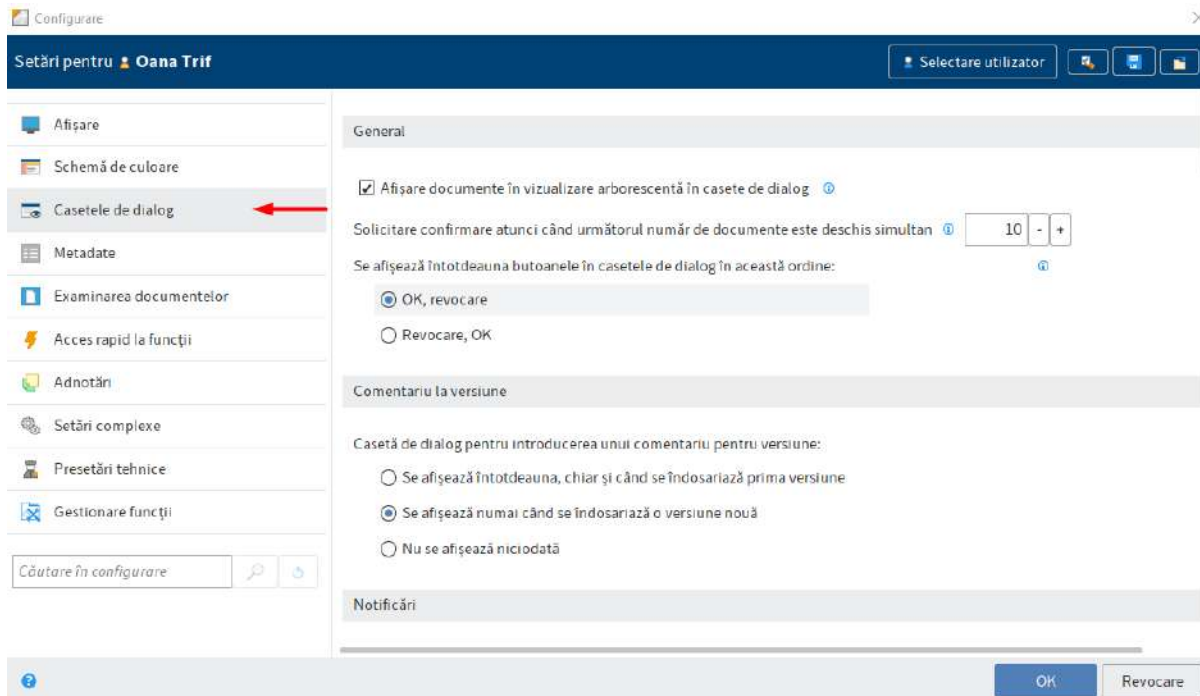 Configurare
Setări pentru Oana Trif
Selectare utilizator
Afișare
Schemă de culoare
Casetele de dialog
Metadate
Examinarea documentelor
Acces rapid la funcții
Adnotări
Setări complexe
Presetări tehnice
Gestionare funcții
Căutare în configurare
General
Afișare documente în vizualizare arborescentă în casete de dialog
Solicitare confirmare atunci când următorul număr de documente este deschis simultan 10 - +
Se afișează întotdeauna butoanele în casetele de dialog în această ordine:
OK, revocare
Revocare, OK
Comentariu la versiune
Casetă de dialog pentru introducerea unui comentariu pentru versiune:
Se afișează întotdeauna, chiar și când se îndosariază prima versiune
Se afișează numai când se îndosariază o versiune nouă
Nu se afișează niciodată
Notificări
OK
Revocare